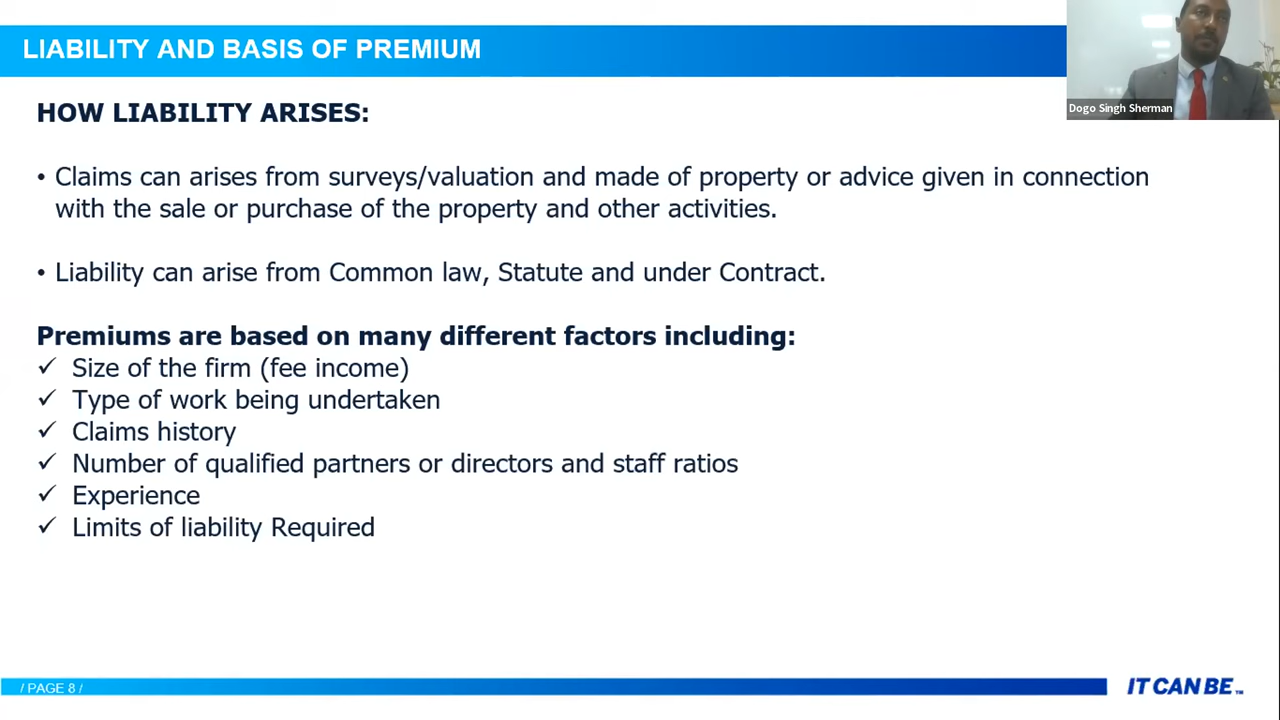 LIABILITY AND BASIS OF PREMIUM
Dogo Singh Sherman
HOW LIABILITY ARISES:
• Claims can arises from surveys/valuation and made of property or advice given in connection
with the sale or purchase of the property and other activities.
• Liability can arise from Common law, Statute and under Contract.
Premiums are based on many different factors including:
✓ Size of the firm (fee income)
✓ Type of work being undertaken
✓ Claims history
✓ Number of qualified partners or directors and staff ratios
✓ Experience
✓ Limits of liability Required
/ PAGE 8 /
IT CAN BE™